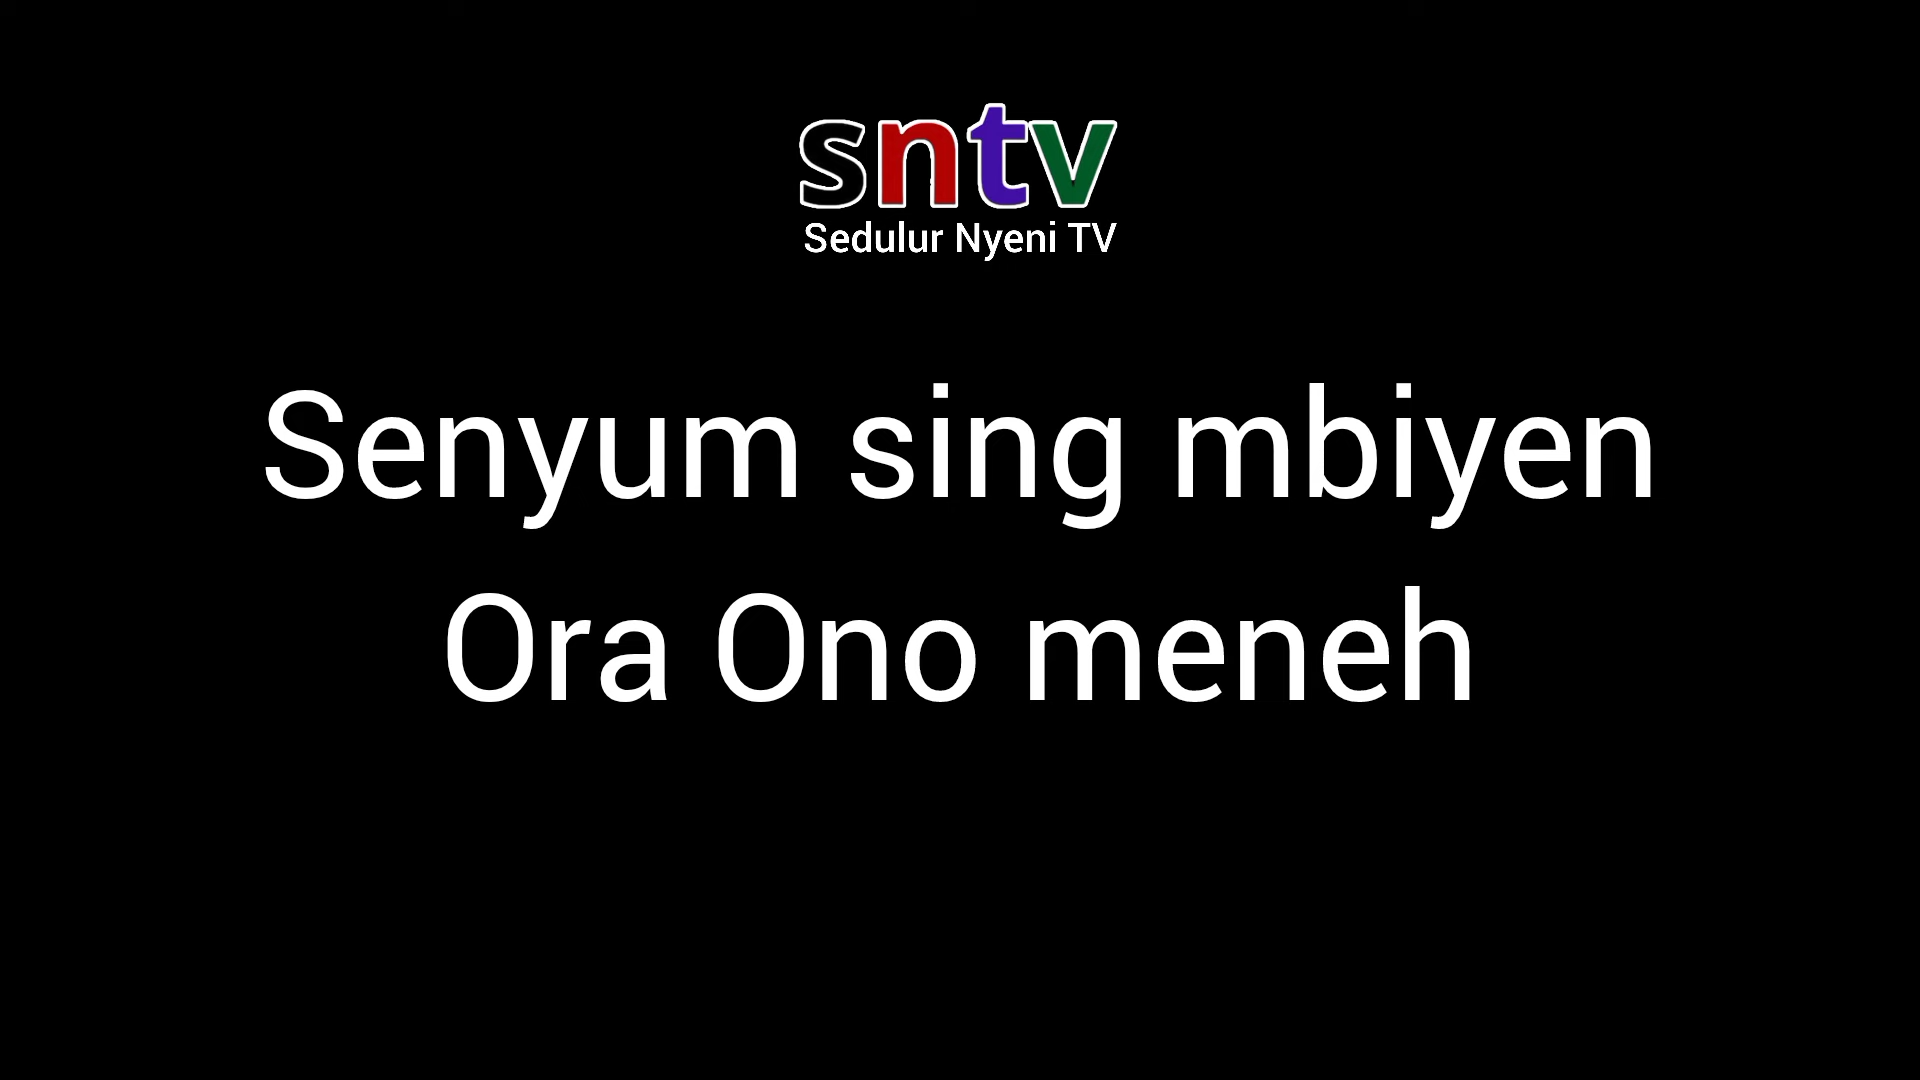 sntv
Sedulur Nyeni TV
Senyum sing mbiyen
Ora Ono meneh